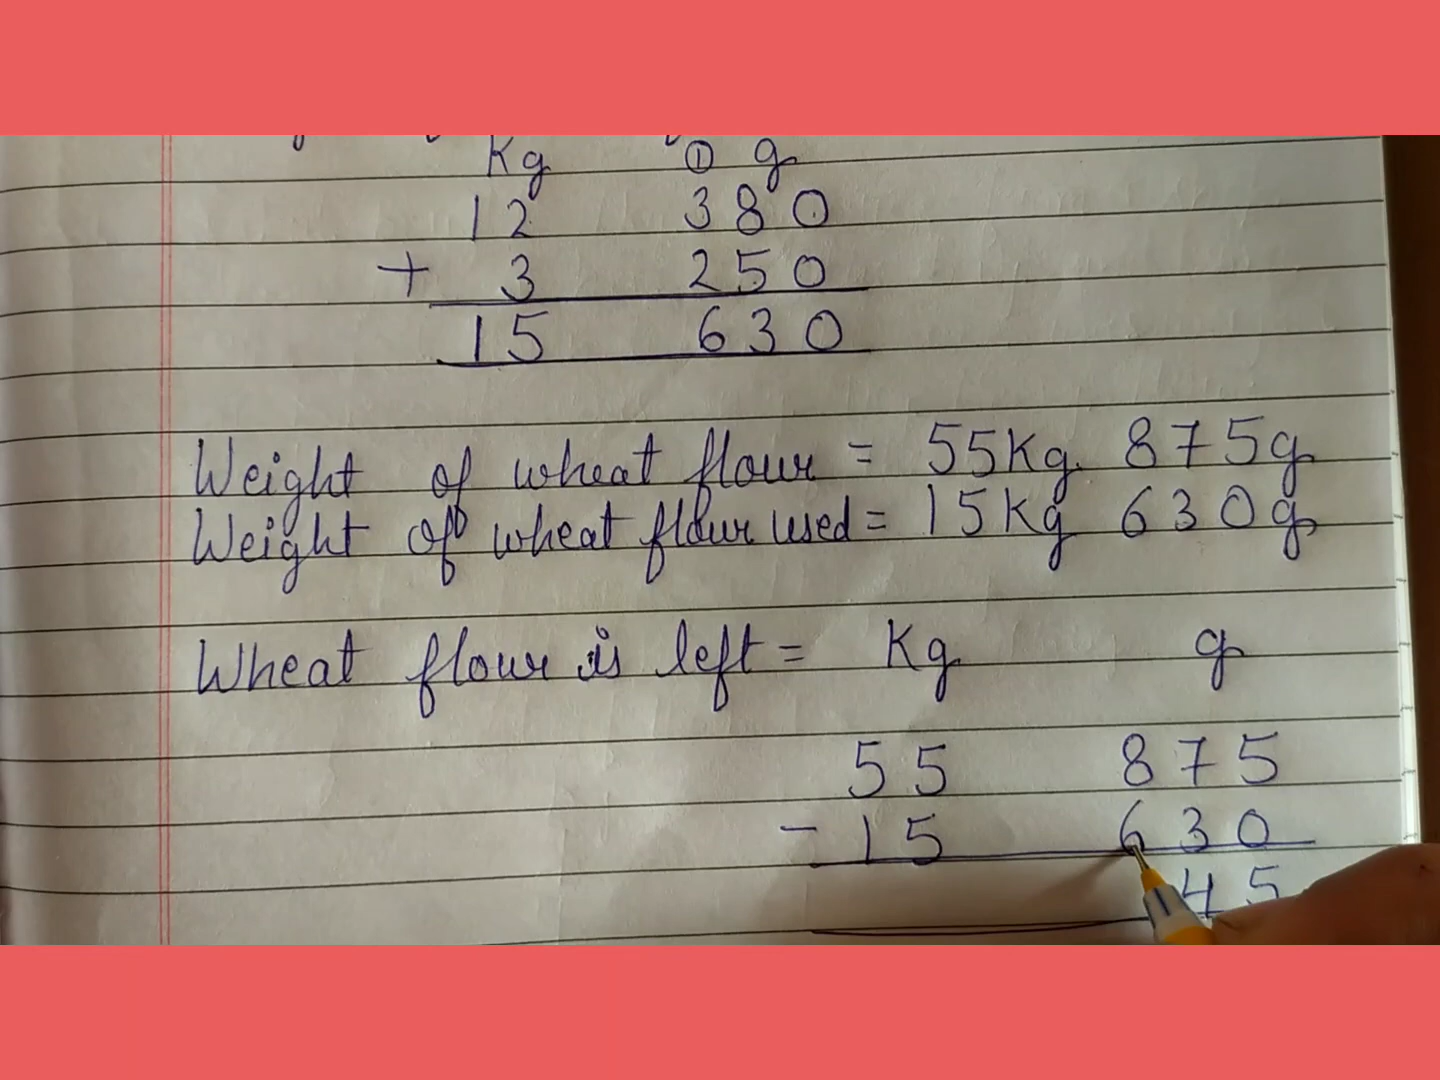 Kg ① g
12 380
+ 3 250
15 630
Weight of wheat flour = 55Kg. 875g
Weight of wheat flour used = 15Kg 630g
Wheat flour is left = Kg g
55 875
- 15 630
45